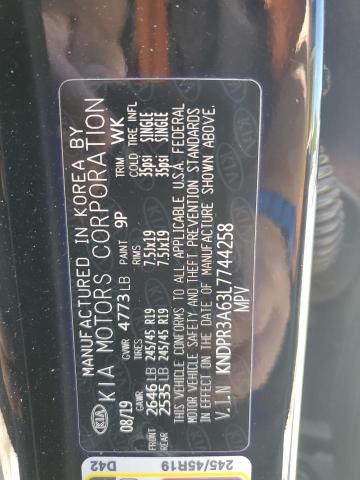 MANUFACTURED IN KOREA BY
KIA KIA MOTORS CORPORATION
08/19 GVWR 4773 LB PAINT 9P TRIM WK
GAWR TIRES RIMS COLD TIRE INFL
FRONT 2646 LB 245/45 R19 7.5Jx19 35psi SINGLE
REAR 2535 LB 245/45 R19 7.5Jx19 35psi SINGLE
THIS VEHICLE CONFORMS TO ALL APPLICABLE U.S.A. FEDERAL
MOTOR VEHICLE SAFETY AND THEFT PREVENTION STANDARDS
IN EFFECT ON THE DATE OF MANUFACTURE SHOWN ABOVE.
V.I.N KNDPR3A63L7744258
MPV
D42
245/45R19